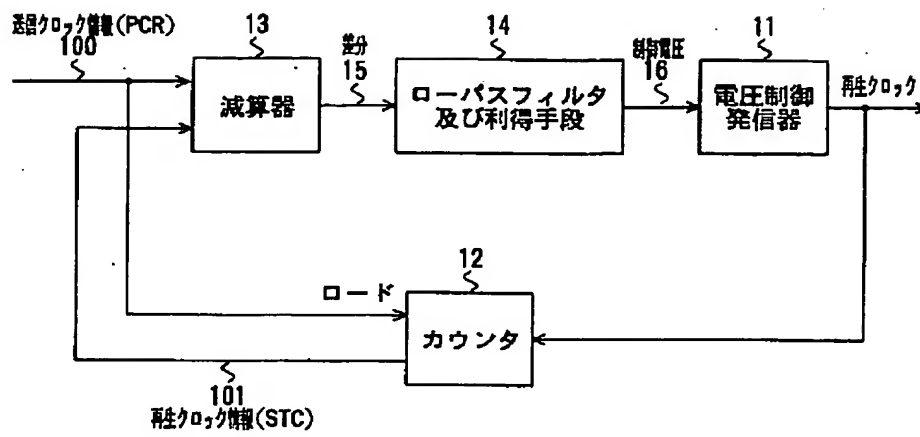 送信クロック情報(PCR)
100
13
減算器
差分
15
14
ローパスフィルタ
及び利得手段
制御電圧
16
11
電圧制御
発信器
再生クロック
12
ロード
カウンタ
101
再生クロック情報(STC)